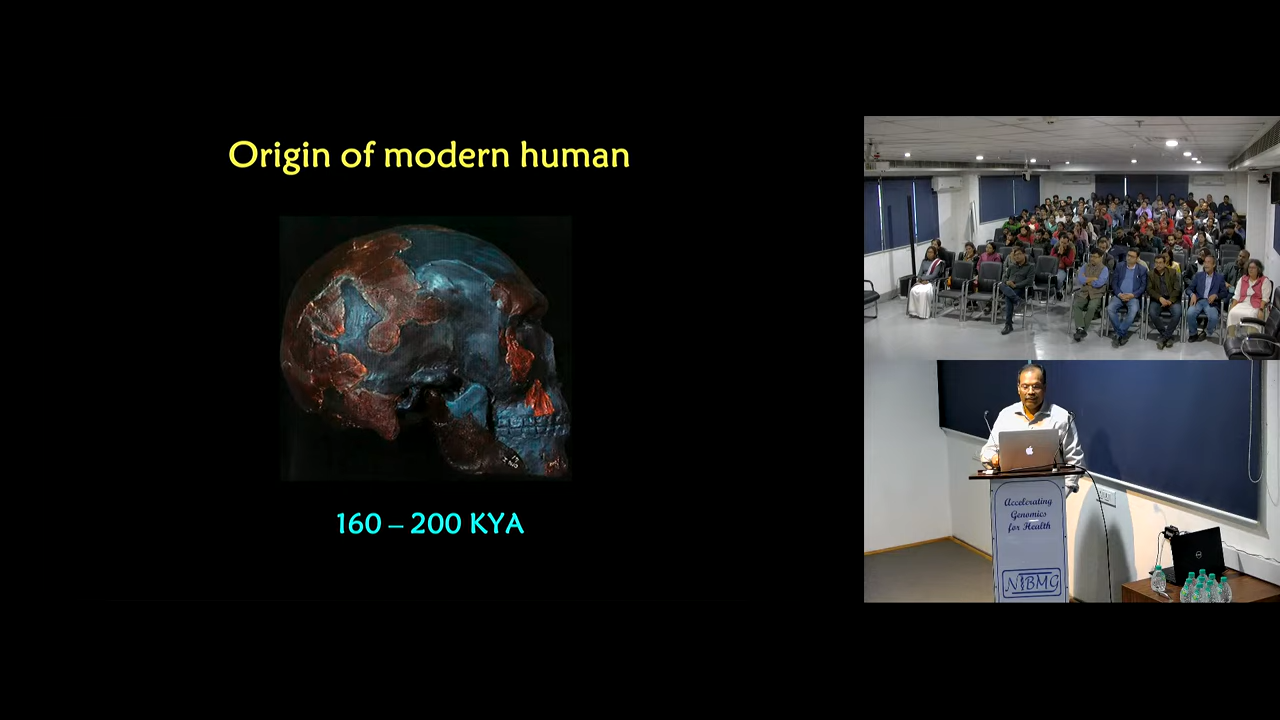 Origin of modern human
160 – 200 KYA
Accelerating
Genomics
for Health
NIBMG